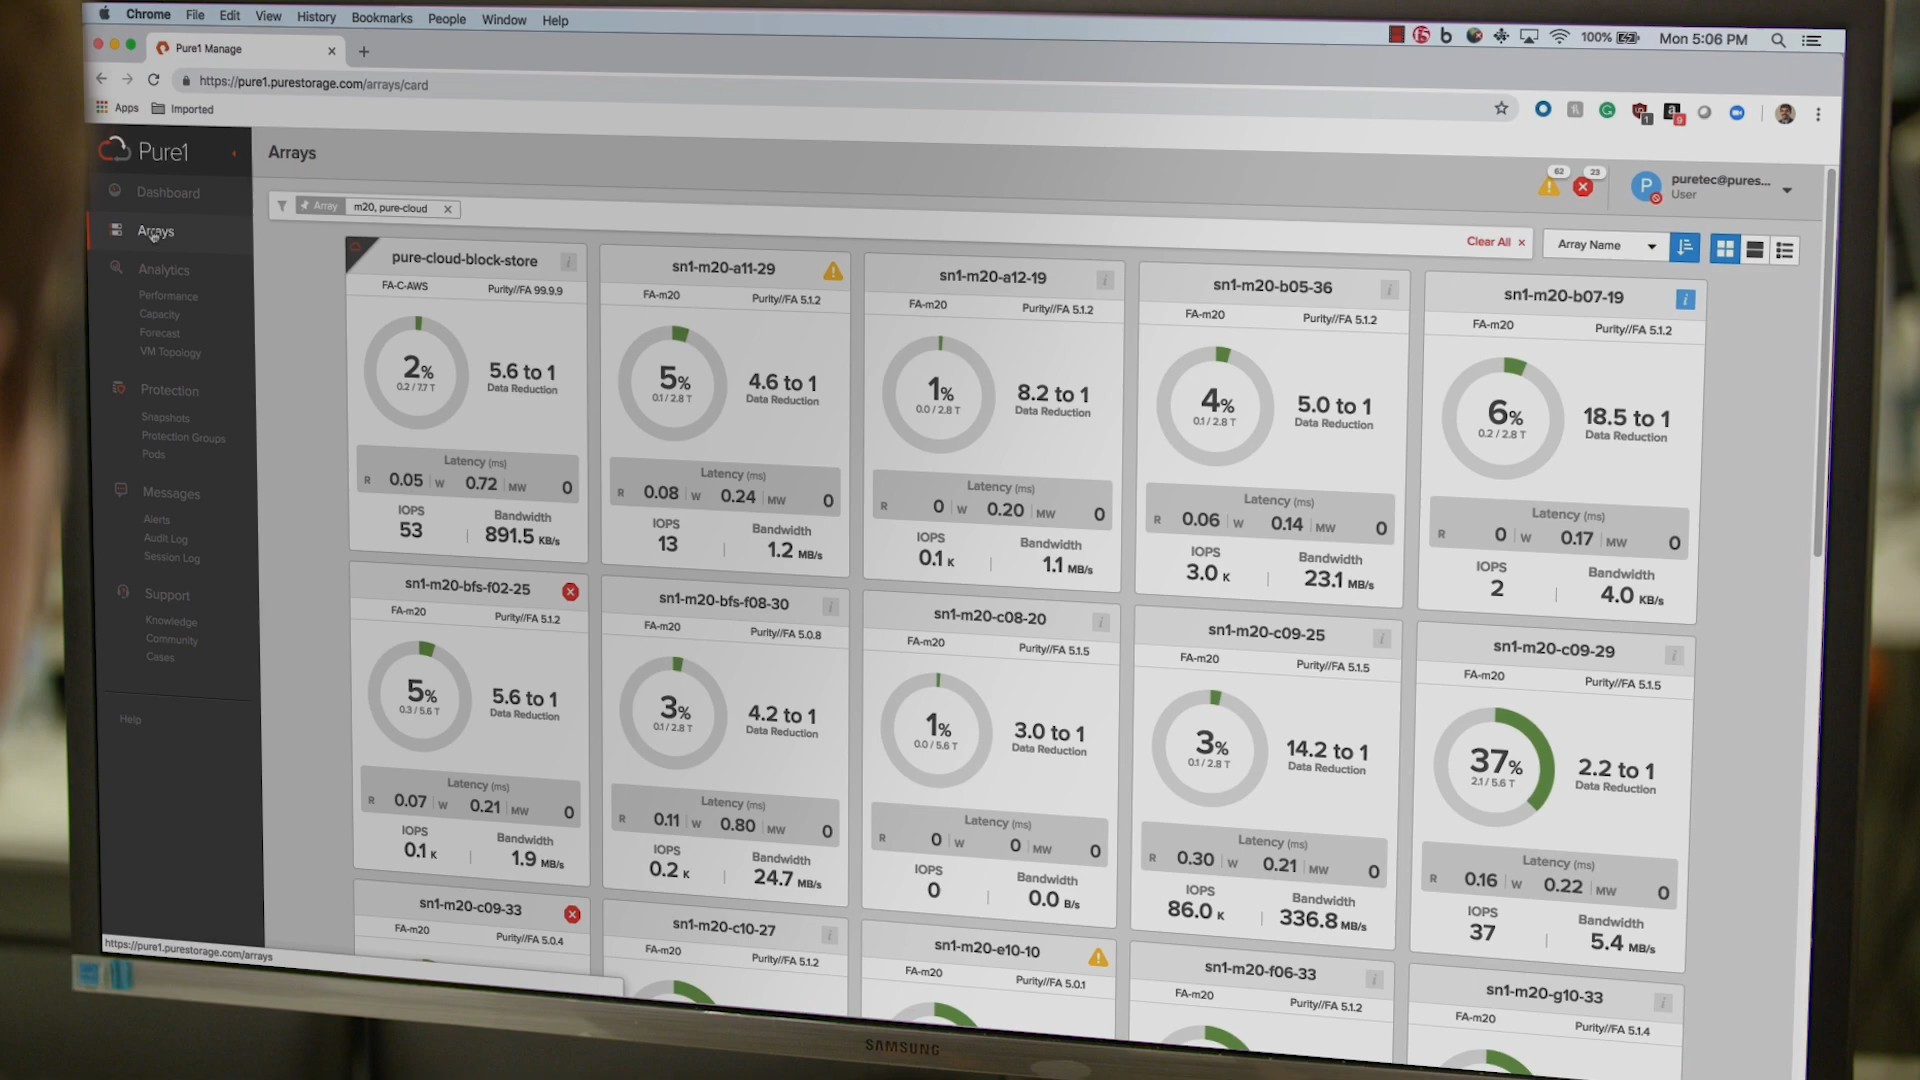 Chrome File Edit View History Bookmarks People Window Help
100% Mon 5:06 PM
Pure1 Manage
https://pure1.purestorage.com/arrays/card
Apps Imported
Pure1
Dashboard
Arrays
Analytics
Performance
Capacity
Forecast
VM Topology
Protection
Snapshots
Protection Groups
Pods
Messages
Alerts
Audit Log
Session Log
Support
Knowledge
Community
Cases
Help
https://pure1.purestorage.com/arrays
Arrays
62 23
P puretec@pures...
User
Array m20, pure-cloud
Clear All
Array Name
pure-cloud-block-store
FA-C-AWS Purity//FA 99.9.9
2%
0.2 / 7.7 T
5.6 to 1
Data Reduction
Latency (ms)
R 0.05 W 0.72 MW 0
IOPS Bandwidth
53 891.5 KB/s
sn1-m20-a11-29
FA-m20 Purity//FA 5.1.2
5%
0.1 / 2.8 T
4.6 to 1
Data Reduction
Latency (ms)
R 0.08 W 0.24 MW 0
IOPS Bandwidth
13 1.2 MB/s
sn1-m20-a12-19
FA-m20 Purity//FA 5.1.2
1%
0.0 / 2.8 T
8.2 to 1
Data Reduction
Latency (ms)
R 0 W 0.20 MW 0
IOPS Bandwidth
0.1 K 1.1 MB/s
sn1-m20-b05-36
FA-m20 Purity//FA 5.1.2
4%
0.1 / 2.8 T
5.0 to 1
Data Reduction
Latency (ms)
R 0.06 W 0.14 MW 0
IOPS Bandwidth
3.0 K 23.1 MB/s
sn1-m20-b07-19
FA-m20 Purity//FA 5.1.2
6%
0.2 / 2.8 T
18.5 to 1
Data Reduction
Latency (ms)
R 0 W 0.17 MW 0
IOPS Bandwidth
2 4.0 KB/s
sn1-m20-bfs-f02-25
FA-m20 Purity//FA 5.1.2
5%
0.3 / 5.6 T
5.6 to 1
Data Reduction
Latency (ms)
R 0.07 W 0.21 MW 0
IOPS Bandwidth
0.1 K 1.9 MB/s
sn1-m20-bfs-f08-30
FA-m20 Purity//FA 5.0.8
3%
0.1 / 2.8 T
4.2 to 1
Data Reduction
Latency (ms)
R 0.11 W 0.80 MW 0
IOPS Bandwidth
0.2 K 24.7 MB/s
sn1-m20-c08-20
FA-m20 Purity//FA 5.1.5
1%
0.0 / 5.6 T
3.0 to 1
Data Reduction
Latency (ms)
R 0 W 0 MW 0
IOPS Bandwidth
0 0.0 B/s
sn1-m20-c09-25
FA-m20 Purity//FA 5.1.5
3%
0.1 / 2.8 T
14.2 to 1
Data Reduction
Latency (ms)
R 0.30 W 0.21 MW 0
IOPS Bandwidth
86.0 K 336.8 MB/s
sn1-m20-c09-29
FA-m20 Purity//FA 5.1.5
37%
2.1 / 5.6 T
2.2 to 1
Data Reduction
Latency (ms)
R 0.16 W 0.22 MW 0
IOPS Bandwidth
37 5.4 MB/s
sn1-m20-c09-33
FA-m20 Purity//FA 5.0.4
sn1-m20-c10-27
FA-m20 Purity//FA 5.1.2
sn1-m20-e10-10
FA-m20 Purity//FA 5.0.1
sn1-m20-f06-33
FA-m20 Purity//FA 5.1.2
sn1-m20-g10-33
FA-m20 Purity//FA 5.1.4
SAMSUNG